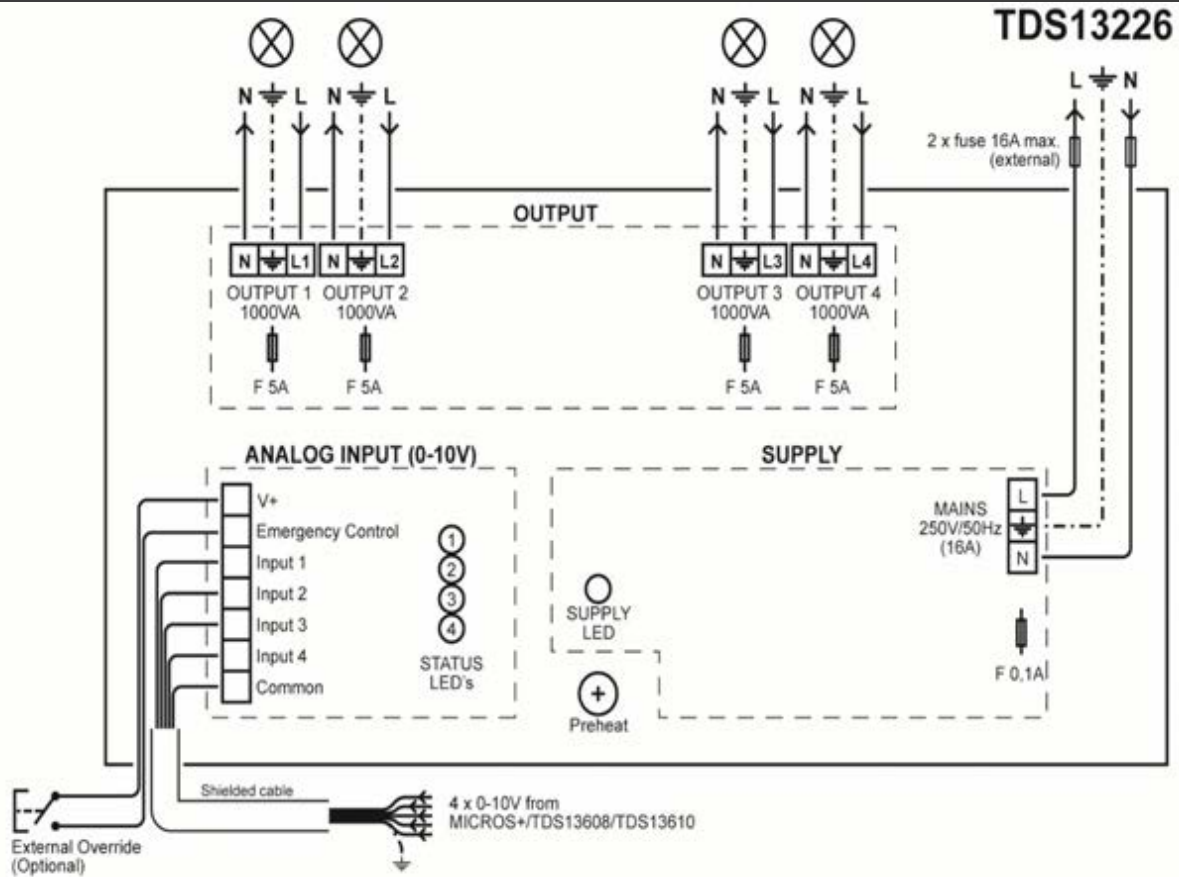 TDS13226
N L N L N L N L L N
2 x fuse 16A max.
(external)
OUTPUT
N L1 N L2 N L3 N L4
OUTPUT 1 OUTPUT 2 OUTPUT 3 OUTPUT 4
1000VA 1000VA 1000VA 1000VA
F 5A F 5A F 5A F 5A
ANALOG INPUT (0-10V)
V+
Emergency Control
Input 1
Input 2
Input 3
Input 4
Common
1
2
3
4
STATUS
LED's
SUPPLY
MAINS
250V/50Hz
(16A)
L
N
SUPPLY
LED
F 0,1A
Preheat
Shielded cable
4 x 0-10V from
MICROS+/TDS13608/TDS13610
External Override
(Optional)